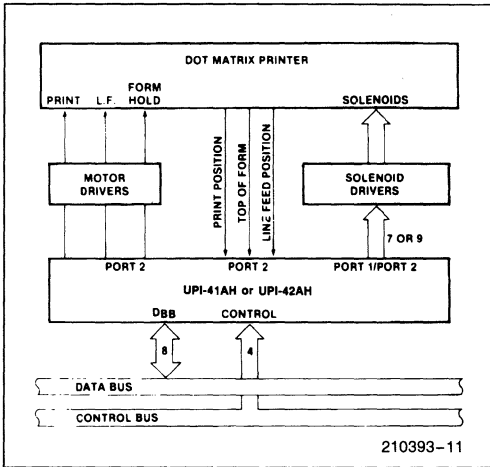 DOT MATRIX PRINTER
FORM
PRINT L.F. HOLD
SOLENOIDS
MOTOR
DRIVERS
PRINT POSITION
TOP OF FORM
LINE FEED POSITION
SOLENOID
DRIVERS
7 OR 9
PORT 2
PORT 2
PORT 1/PORT 2
UPI-41AH or UPI-42AH
DBB
CONTROL
8
4
DATA BUS
CONTROL BUS
210393–11